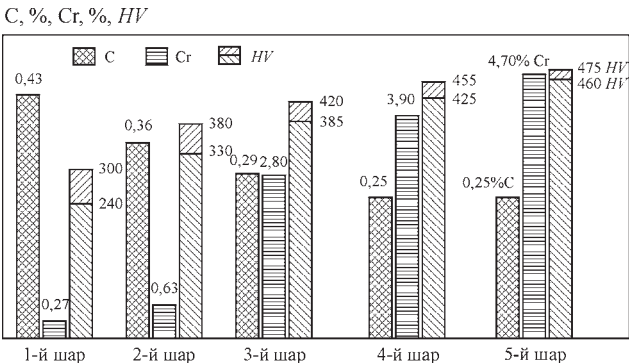 C, %, Cr, %, HV
C Cr HV
0,43
0,27
300
240
0,36
0,63
380
330
0,29
2,80
420
385
0,25
3,90
455
425
0,25%C
4,70% Cr
475 HV
460 HV
1-й шар 2-й шар 3-й шар 4-й шар 5-й шар